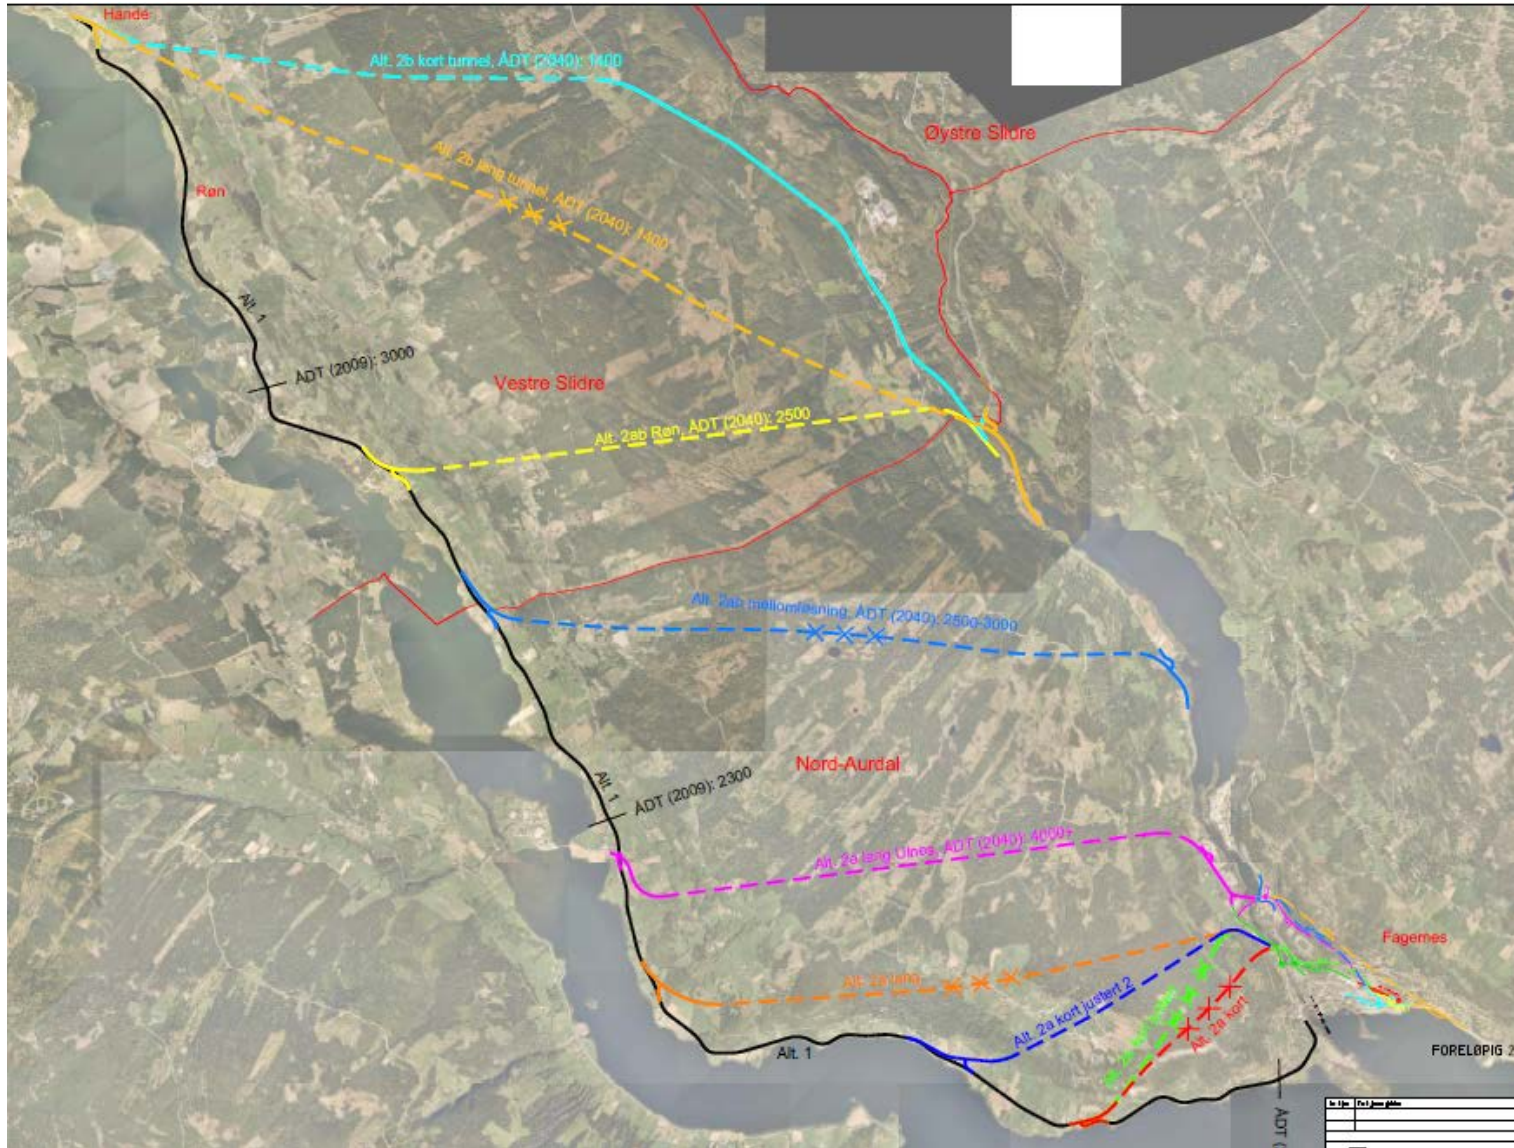 Hande
Alt. 2b kort tunnel, ÅDT (2040): 1400
Øystre Slidre
Alt. 2b lang tunnel, ÅDT (2040): 1400
Røn
Alt. 1
ÅDT (2009): 3000
Vestre Slidre
Alt. 2ab Røn, ÅDT (2040): 2500
Alt. 2ab mellomløsning, ÅDT (2040): 2500-3000
Nord-Aurdal
Alt. 1
ÅDT (2009): 2300
Alt. 2a lang Ulnes, ÅDT (2040): 4000+
Fagernes
Alt. 2a lang
Alt. 2a kort justert 2
Alt. 2a kort
Alt. 1
FORELØPIG 2
ÅDT (